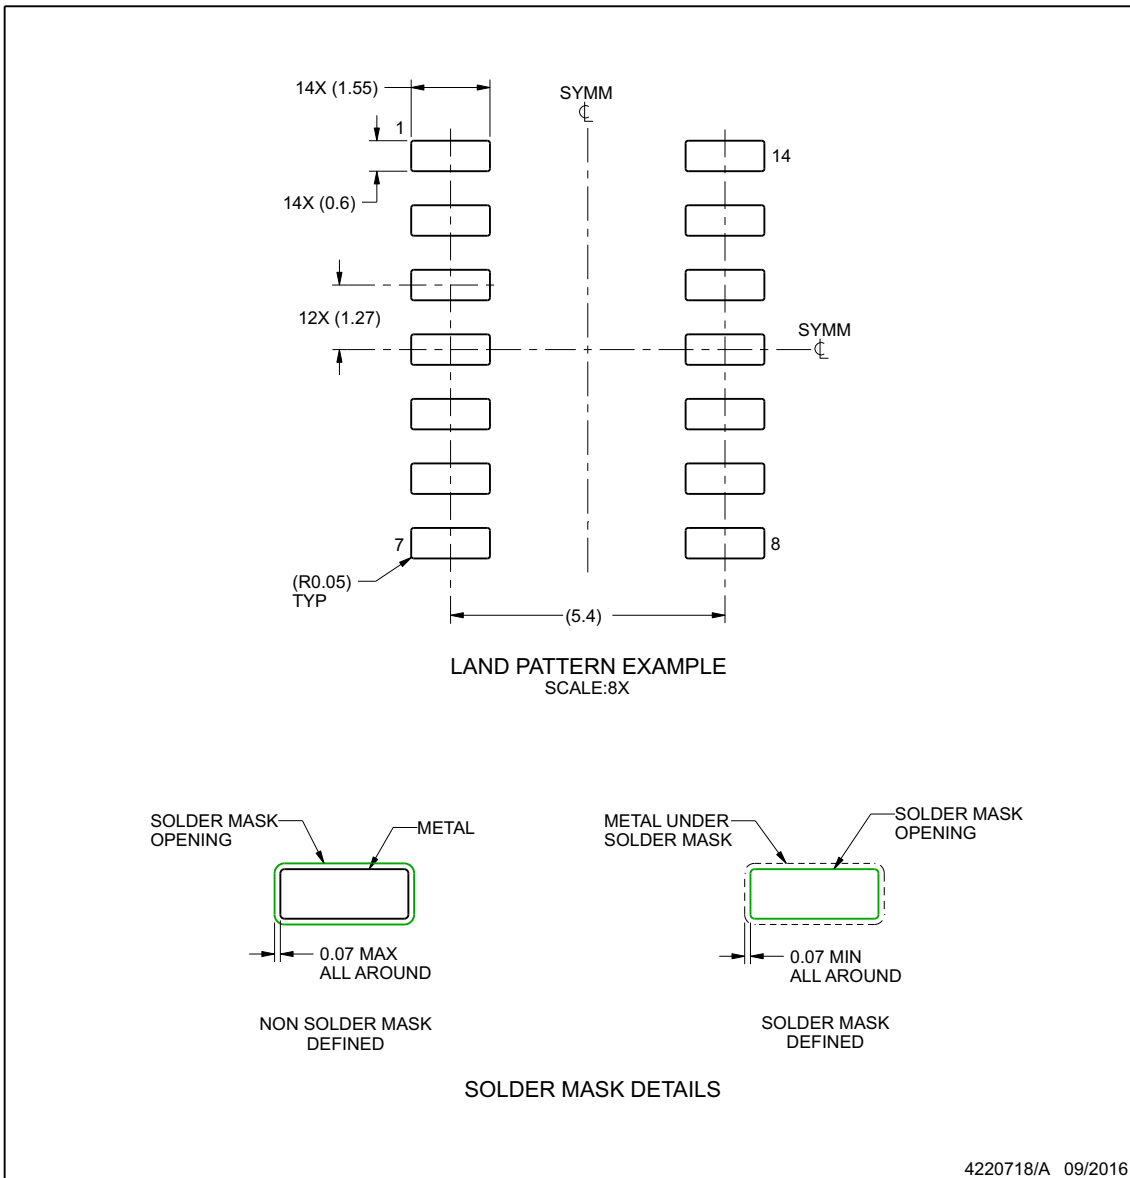 14X (1.55)
SYMM
℄
1
14
14X (0.6)
12X (1.27)
SYMM
℄
7
8
(R0.05)
TYP
(5.4)
LAND PATTERN EXAMPLE
SCALE:8X
SOLDER MASK
OPENING
METAL
0.07 MAX
ALL AROUND
NON SOLDER MASK
DEFINED
METAL UNDER
SOLDER MASK
SOLDER MASK
OPENING
0.07 MIN
ALL AROUND
SOLDER MASK
DEFINED
SOLDER MASK DETAILS
4220718/A 09/2016